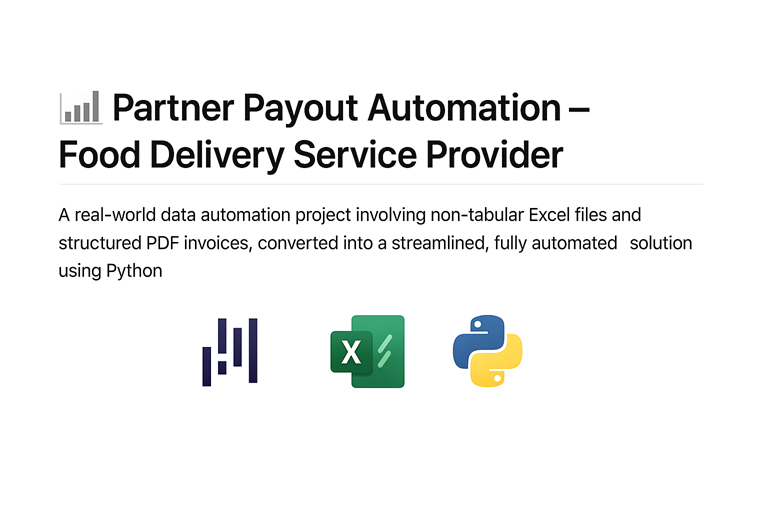 Partner Payout Automation –
Food Delivery Service Provider
A real-world data automation project involving non-tabular Excel files and
structured PDF invoices, converted into a streamlined, fully automated solution
using Python
X